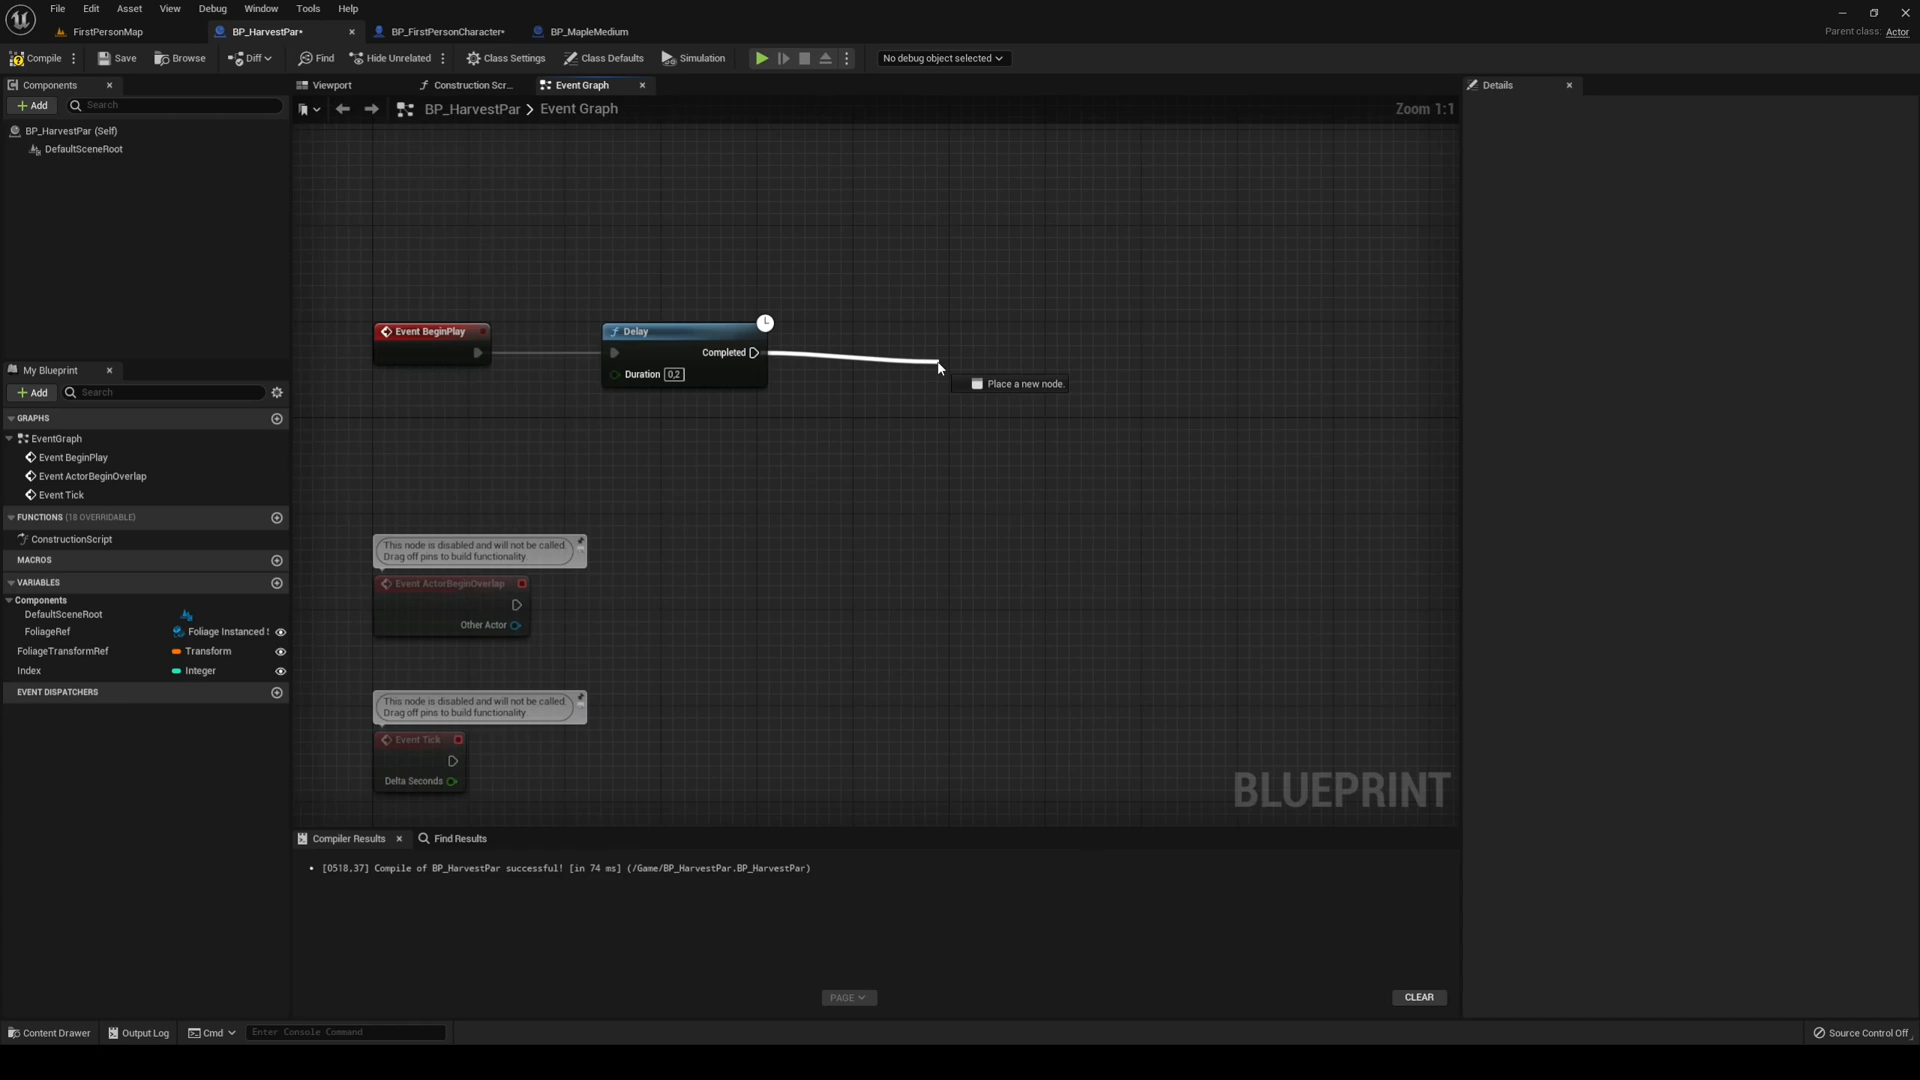 File Edit Asset View Debug Window Tools Help
FirstPersonMap BP_HarvestPar• BP_FirstPersonCharacter• BP_MapleMedium
Parent class: Actor
Compile Save Browse Diff Find Hide Unrelated Class Settings Class Defaults Simulation No debug object selected
Components
Viewport Construction Scr... Event Graph
Details
Add Search
BP_HarvestPar > Event Graph
Zoom 1:1
BP_HarvestPar (Self)
DefaultSceneRoot
Event BeginPlay
Delay
Completed
Duration 0,2
Place a new node.
My Blueprint
Add Search
GRAPHS
EventGraph
Event BeginPlay
Event ActorBeginOverlap
Event Tick
FUNCTIONS (18 OVERRIDABLE)
ConstructionScript
MACROS
VARIABLES
Components
DefaultSceneRoot
FoliageRef Foliage Instanced
FoliageTransformRef Transform
Index Integer
EVENT DISPATCHERS
This node is disabled and will not be called.
Drag off pins to build functionality.
Event ActorBeginOverlap
Other Actor
This node is disabled and will not be called.
Drag off pins to build functionality.
Event Tick
Delta Seconds
BLUEPRINT
Compiler Results Find Results
• [0518,37] Compile of BP_HarvestPar successful! [in 74 ms] (/Game/BP_HarvestPar.BP_HarvestPar)
PAGE
CLEAR
Content Drawer Output Log Cmd Enter Console Command
Source Control Off